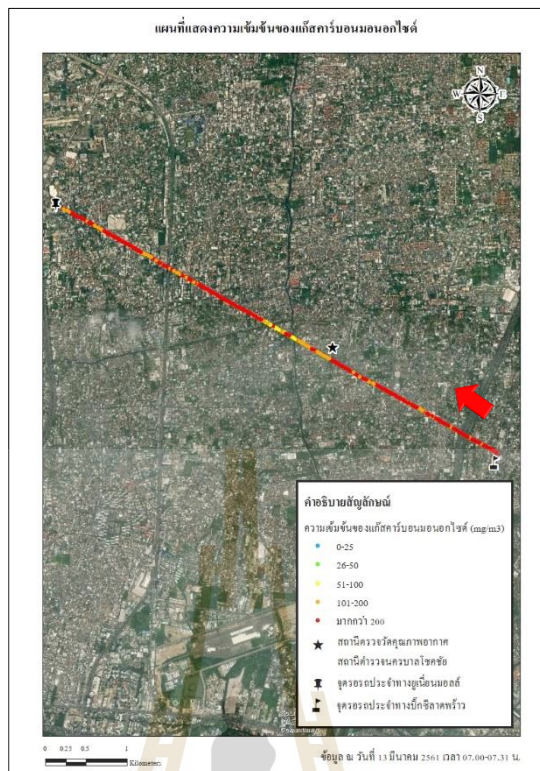 แผนที่แสดงความเข้มข้นของแก๊สคาร์บอนมอนอกไซด์
N
W E
S
คำอธิบายสัญลักษณ์
ความเข้มข้นของแก๊สคาร์บอนมอนอกไซด์ (mg/m3)
0-25
26-50
51-100
101-200
มากกว่า 200
สถานีตรวจวัดคุณภาพอากาศ
สถานีตำรวจนครบาลโชคชัย
จุดรอรถประจำทางยูเนี่ยนมอลล์
จุดรอรถประจำทางบิ๊กซีลาดพร้าว
0 0.25 0.5 1
Kilometers
ข้อมูล ณ วันที่ 13 มีนาคม 2561 เวลา 07.00-07.31 น.